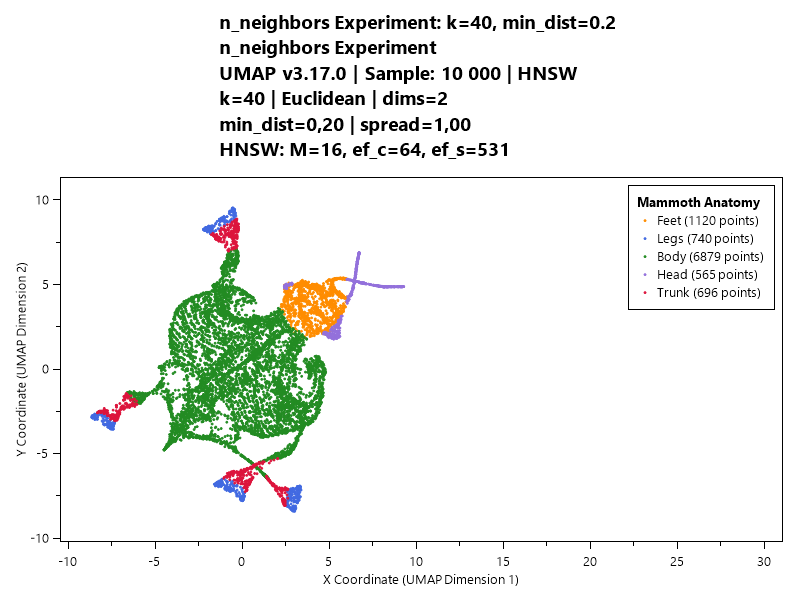 n_neighbors Experiment: k=40, min_dist=0.2
n_neighbors Experiment
UMAP v3.17.0 | Sample: 10 000 | HNSW
k=40 | Euclidean | dims=2
min_dist=0,20 | spread=1,00
HNSW: M=16, ef_c=64, ef_s=531
Mammoth Anatomy
Feet (1120 points)
Legs (740 points)
Body (6879 points)
Head (565 points)
Trunk (696 points)
Y Coordinate (UMAP Dimension 2)
10
5
0
-5
-10
-10 -5 0 5 10 15 20 25 30
X Coordinate (UMAP Dimension 1)